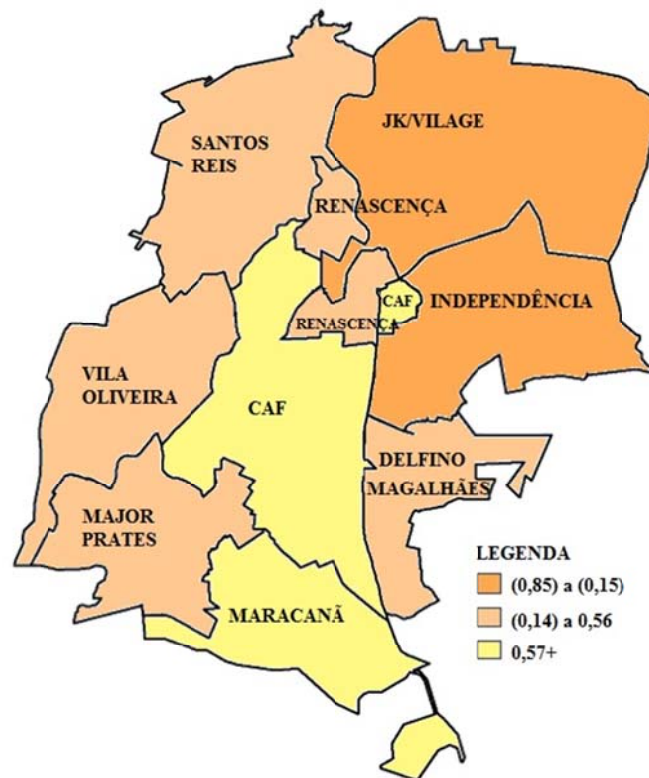 JK/VILAGE
SANTOS
REIS
RENASCENÇA
CAF
INDEPENDÊNCIA
RENASCENÇA
VILA
OLIVEIRA
CAF
DELFINO
MAGALHÃES
MAJOR
PRATES
LEGENDA
(0,85) a (0,15)
(0,14) a 0,56
0,57+
MARACANÃ